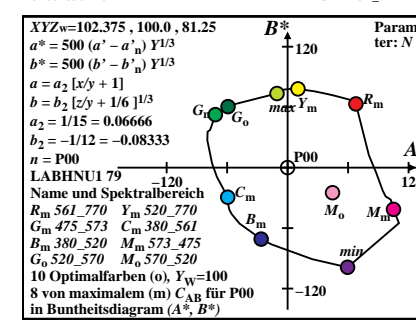 XYZw=102.375, 100.0, 81.25
a* = 500 (a' − a'n) Y1/3
b* = 500 (b' − b'n) Y1/3
a = a2 [x/y + 1]
b = b2 [z/y + 1/6 ]1/3
a2 = 1/15 = 0.06666
b2 = −1/12 = −0.08333
n = P00
LABHNU1 79
Name und Spektralbereich
Rm 561_770 Ym 520_770
Gm 475_573 Cm 380_561
Bm 380_520 Mm 573_475
Go 520_570 Mo 570_520
10 Optimalfarben (o), YW=100
8 von maximalem (m) CAB für P00
in Buntheitsdiagram (A*, B*)
B*
120
max
Ym
Rm
Gm
Go
P00
A
−120
12
Cm
Mo
Mm
Bm
min
−120
Param
ter: N